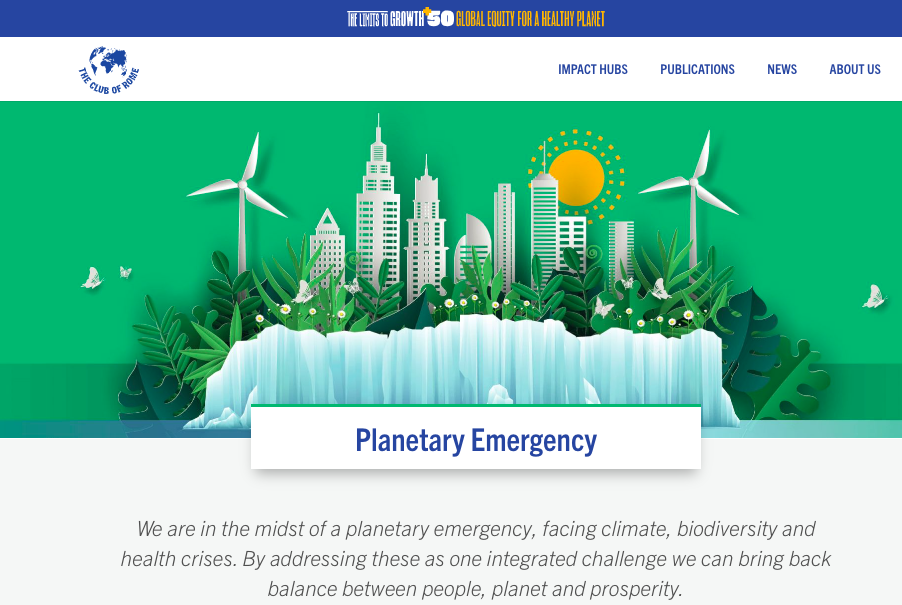 THE LIMITS TO GROWTH+50 GLOBAL EQUITY FOR A HEALTHY PLANET
THE CLUB OF ROME
IMPACT HUBS PUBLICATIONS NEWS ABOUT US
Planetary Emergency
We are in the midst of a planetary emergency, facing climate, biodiversity and
health crises. By addressing these as one integrated challenge we can bring back
balance between people, planet and prosperity.